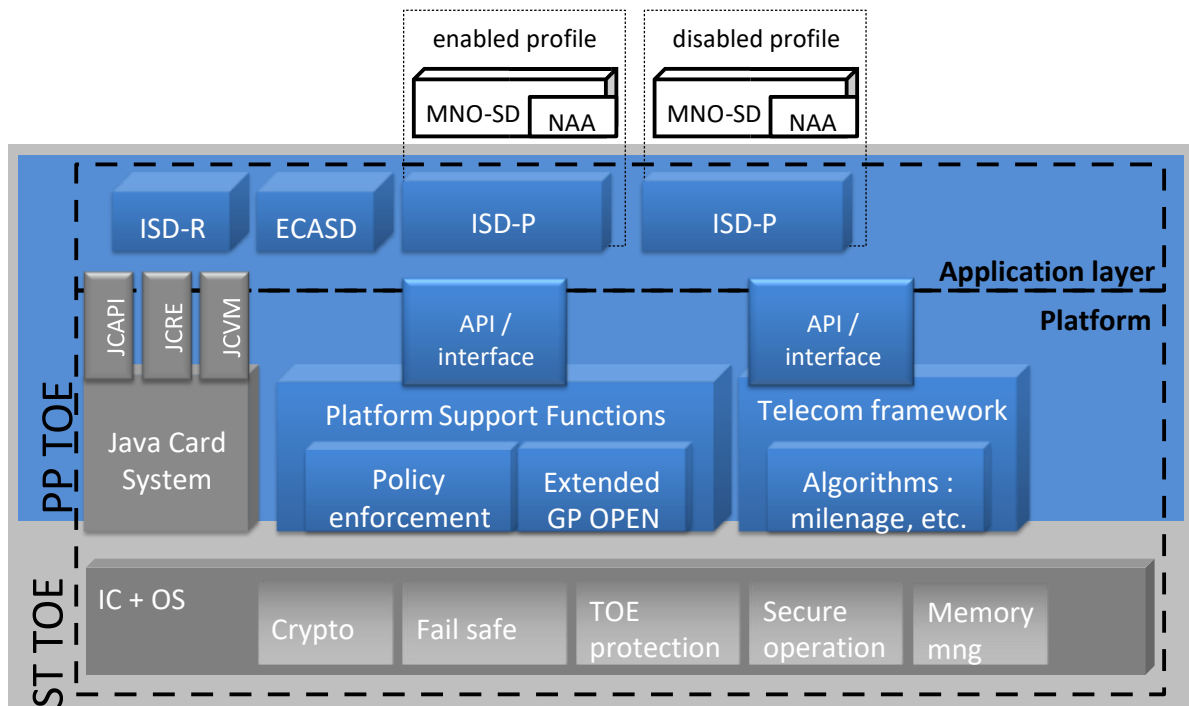 enabled profile
disabled profile
MNO-SD
NAA
MNO-SD
NAA
ISD-R
ECASD
ISD-P
ISD-P
Application layer
Platform
JCAPI
JCRE
JCVM
API /
interface
API /
interface
PP TOE
Java Card
System
Platform Support Functions
Policy
enforcement
Extended
GP OPEN
Telecom framework
Algorithms :
milenage, etc.
ST TOE
IC + OS
Crypto
Fail safe
TOE
protection
Secure
operation
Memory
mng